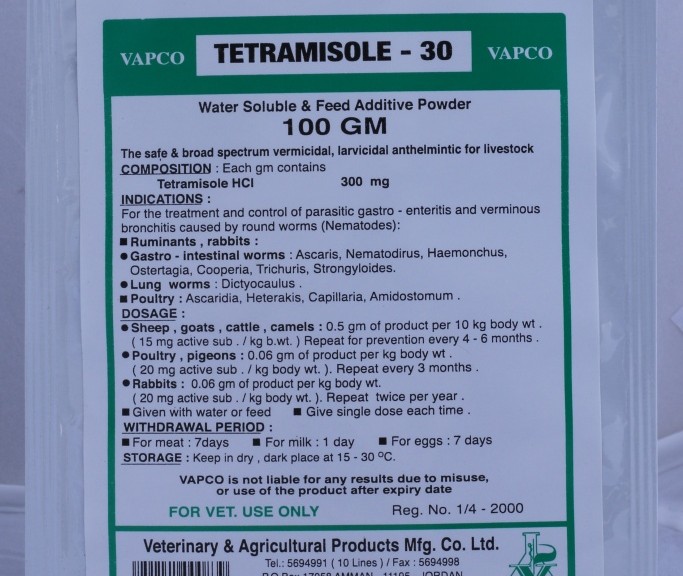 VAPCO TETRAMISOLE - 30 VAPCO
Water Soluble & Feed Additive Powder
100 GM
The safe & broad spectrum vermicidal, larvicidal anthelmintic for livestock
COMPOSITION : Each gm contains
Tetramisole HCl 300 mg
INDICATIONS :
For the treatment and control of parasitic gastro - enteritis and verminous
bronchitis caused by round worms (Nematodes):
■ Ruminants , rabbits :
● Gastro - intestinal worms : Ascaris, Nematodirus, Haemonchus,
Ostertagia, Cooperia, Trichuris, Strongyloides.
● Lung worms : Dictyocaulus .
■ Poultry : Ascaridia, Heterakis, Capillaria, Amidostomum .
DOSAGE :
● Sheep , goats , cattle , camels : 0.5 gm of product per 10 kg body wt .
( 15 mg active sub . / kg b.wt. ) Repeat for prevention every 4 - 6 months .
● Poultry , pigeons : 0.06 gm of product per kg body wt .
( 20 mg active sub . / kg body wt. ). Repeat every 3 months .
● Rabbits : 0.06 gm of product per kg body wt.
( 20 mg active sub . / kg body wt. ). Repeat twice per year .
■ Given with water or feed ■ Give single dose each time .
WITHDRAWAL PERIOD :
■ For meat : 7days ■ For milk : 1 day ■ For eggs : 7 days
STORAGE : Keep in dry , dark place at 15 - 30 ºC.
VAPCO is not liable for any results due to misuse,
or use of the product after expiry date
FOR VET. USE ONLY Reg. No. 1/4 - 2000
Veterinary & Agricultural Products Mfg. Co. Ltd.
Tel.: 5694991 ( 10 Lines ) / Fax : 5694998
P.O.Box 17058 AMMAN 11195 JORDAN